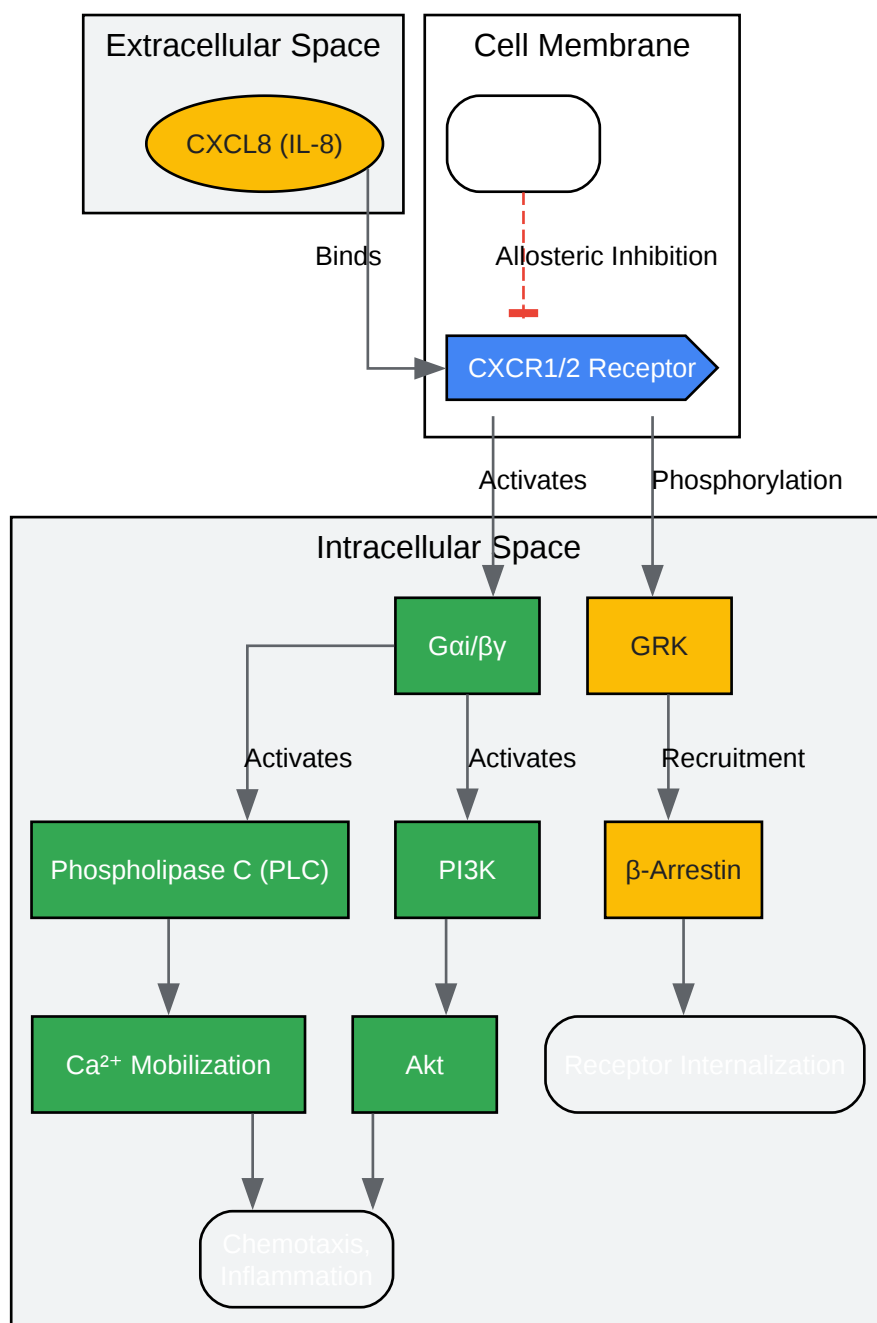 Extracellular Space
Cell Membrane
CXCL8 (IL-8)
Binds
Allosteric Inhibition
CXCR1/2 Receptor
Activates
Phosphorylation
Intracellular Space
Gαi/βγ
GRK
Activates
Activates
Recruitment
Phospholipase C (PLC)
PI3K
β-Arrestin
Ca²⁺ Mobilization
Akt
Receptor Internalization
Chemotaxis,
Inflammation